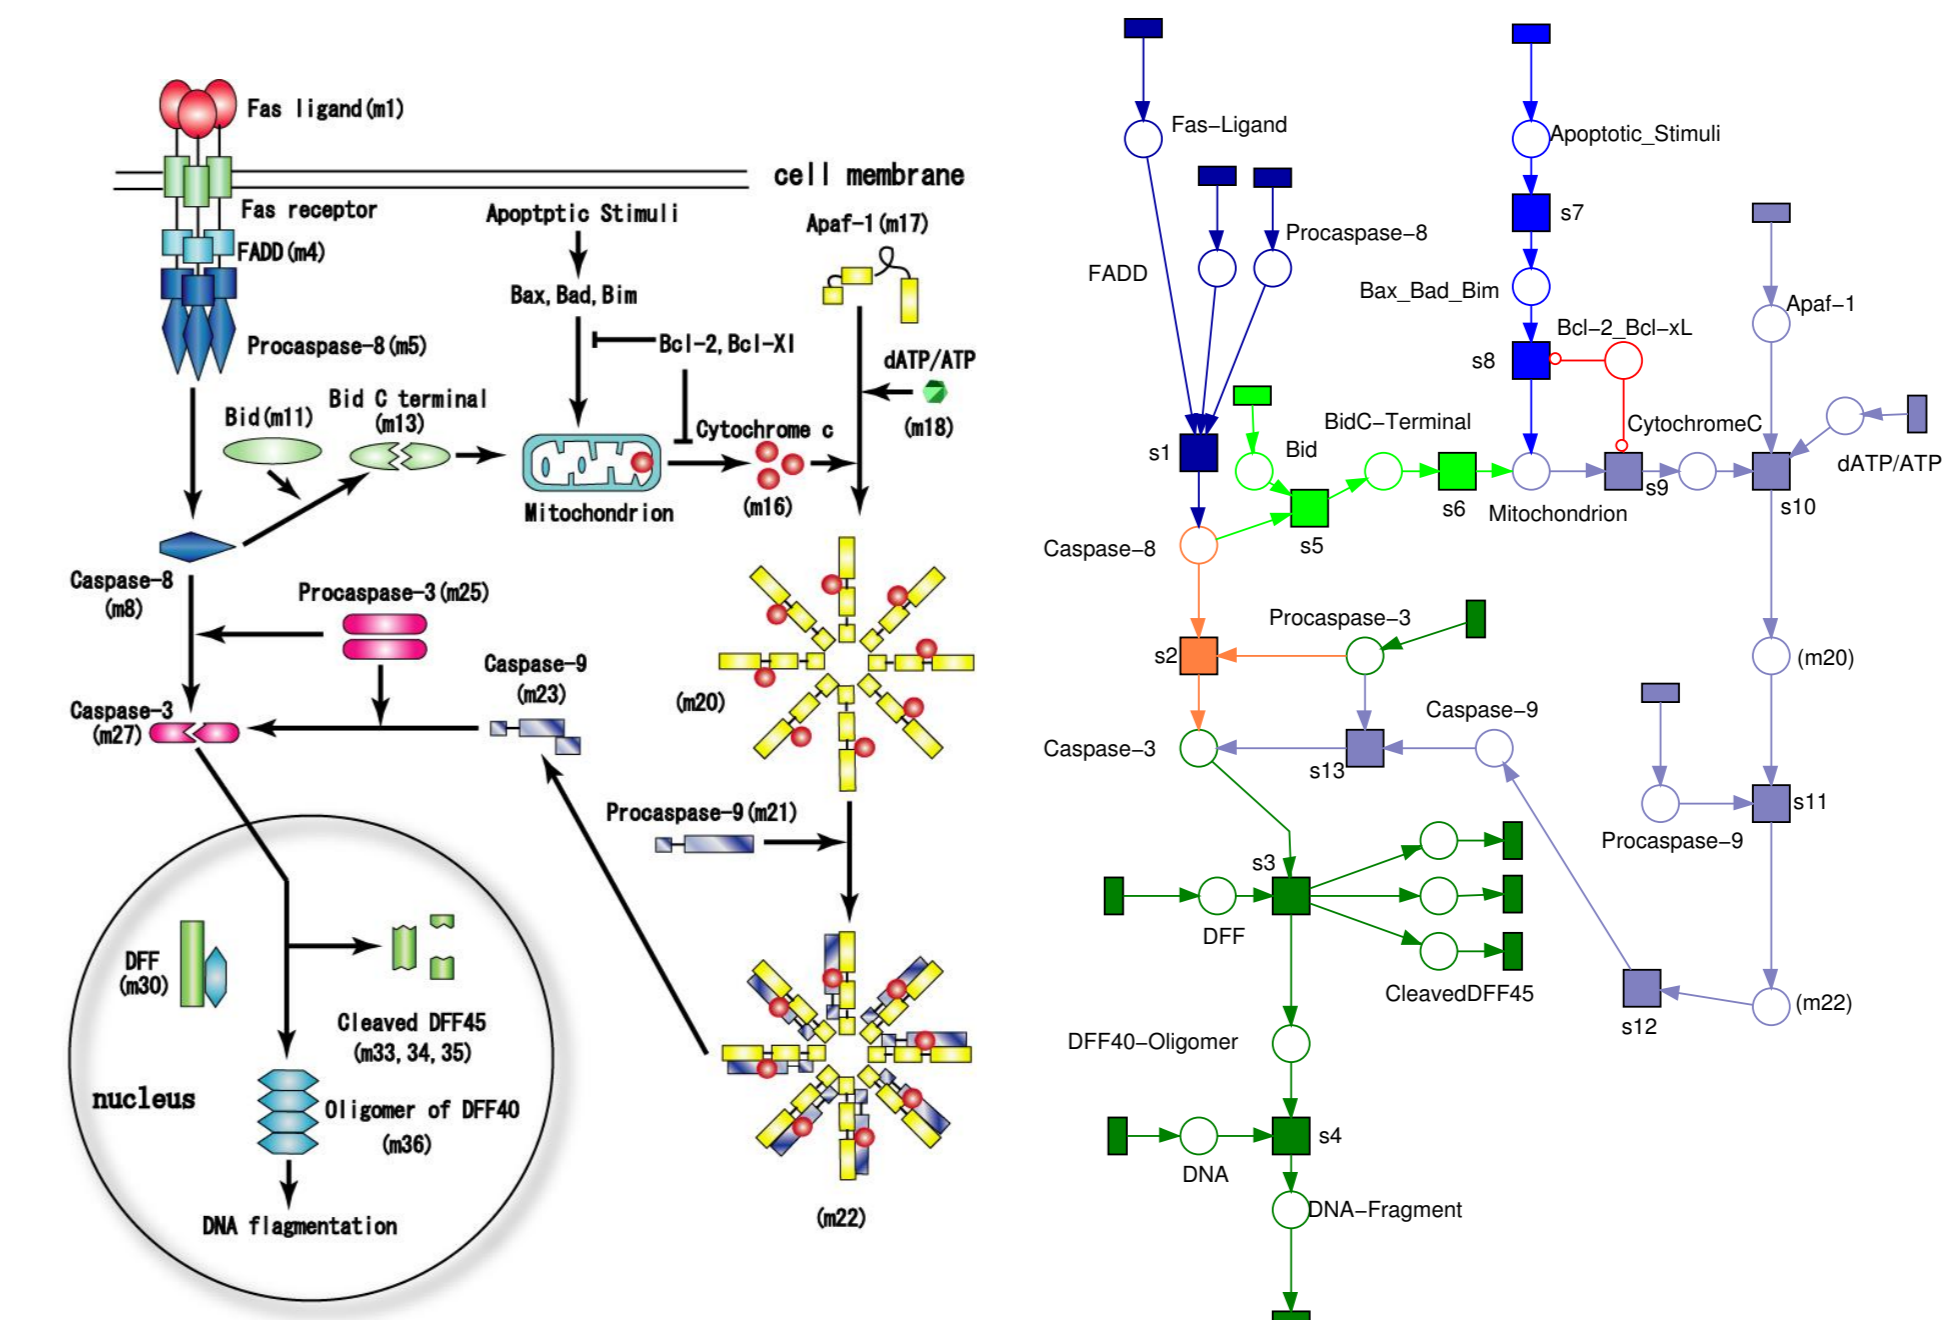 Fas ligand(m1)
cell membrane
Fas receptor
FADD(m4)
Apoptptic Stimuli
Apaf-1(m17)
Bax,Bad,Bim
Procaspase-8(m5)
Bcl-2,Bcl-Xl
dATP/ATP
(m18)
Bid(m11)
Bid C terminal
(m13)
Cytochrome c
(m16)
Mitochondrion
Caspase-8
(m8)
Procaspase-3(m25)
Caspase-9
(m23)
(m20)
Caspase-3
(m27)
Procaspase-9(m21)
DFF
(m30)
Cleaved DFF45
(m33,34,35)
nucleus
Oligomer of DFF40
(m36)
DNA flagmentation
(m22)
Fas-Ligand
Apoptotic_Stimuli
s7
FADD
Procaspase-8
Bax_Bad_Bim
Apaf-1
Bcl-2_Bcl-xL
s8
s1
Bid
BidC-Terminal
CytochromeC
dATP/ATP
s6
s9
s10
Mitochondrion
s5
Caspase-8
Procaspase-3
s2
(m20)
Caspase-9
Caspase-3
s13
s11
Procaspase-9
s3
DFF
CleavedDFF45
(m22)
s12
DFF40-Oligomer
s4
DNA
DNA-Fragment